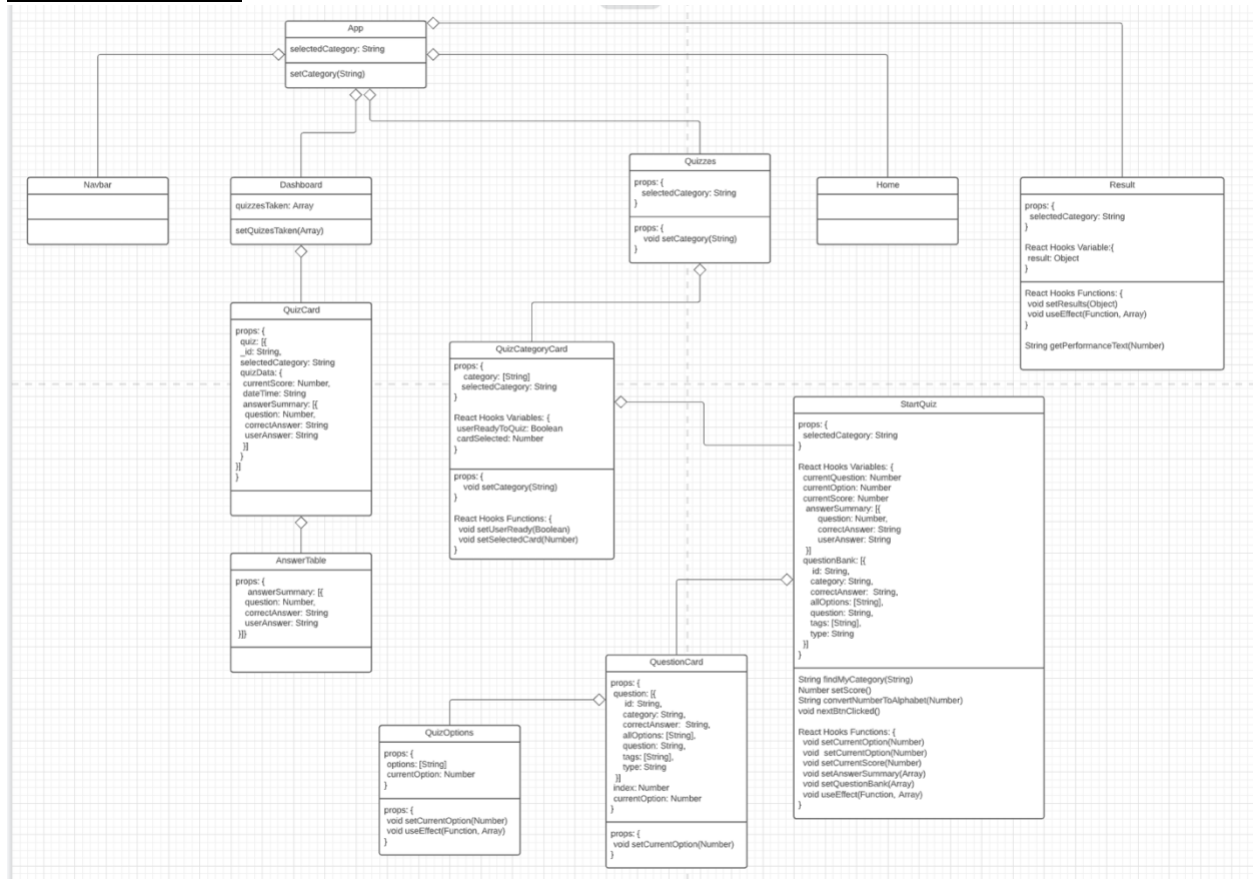 App
selectedCategory: String
setCategory(String)
Navbar
Dashboard
quizzesTaken: Array
setQuizesTaken(Array)
Quizzes
props: {
selectedCategory: String
}
props: {
void setCategory(String)
}
Home
Result
props: {
selectedCategory: String
}
React Hooks Variable:{
result: Object
}
React Hooks Functions: {
void setResults(Object)
void useEffect(Function, Array)
}
String getPerformanceText(Number)
QuizCard
props: {
quiz: [{
_id: String,
selectedCategory: String
quizData: {
currentScore: Number,
dateTime: String
answerSummary: [{
question: Number,
correctAnswer: String
userAnswer: String
}]
}
}]
}
QuizCategoryCard
props: {
category: [String]
selectedCategory: String
}
React Hooks Variables: {
userReadyToQuiz: Boolean
cardSelected: Number
}
props: {
void setCategory(String)
}
React Hooks Functions: {
void setUserReady(Boolean)
void setSelectedCard(Number)
}
StartQuiz
props: {
selectedCategory: String
}
React Hooks Variables: {
currentQuestion: Number
currentOption: Number
currentScore: Number
answerSummary: [{
question: Number,
correctAnswer: String
userAnswer: String
}]
questionBank: [{
id: String,
category: String,
correctAnswer: String,
allOptions: [String],
question: String,
tags: [String],
type: String
}]
}
String findMyCategory(String)
Number setScore()
String convertNumberToAlphabet(Number)
void nextBtnClicked()
React Hooks Functions: {
void setCurrentOption(Number)
void setCurrentOption(Number)
void setCurrentScore(Number)
void setAnswerSummary(Array)
void setQuestionBank(Array)
void useEffect(Function, Array)
}
AnswerTable
props: {
answerSummary: [{
question: Number,
correctAnswer: String
userAnswer: String
}]}
QuestionCard
props: {
question: [{
id: String,
category: String,
correctAnswer: String,
allOptions: [String],
question: String,
tags: [String],
type: String
}]
index: Number
currentOption: Number
}
props: {
void setCurrentOption(Number)
}
QuizOptions
props: {
options: [String]
currentOption: Number
}
props: {
void setCurrentOption(Number)
void useEffect(Function, Array)
}